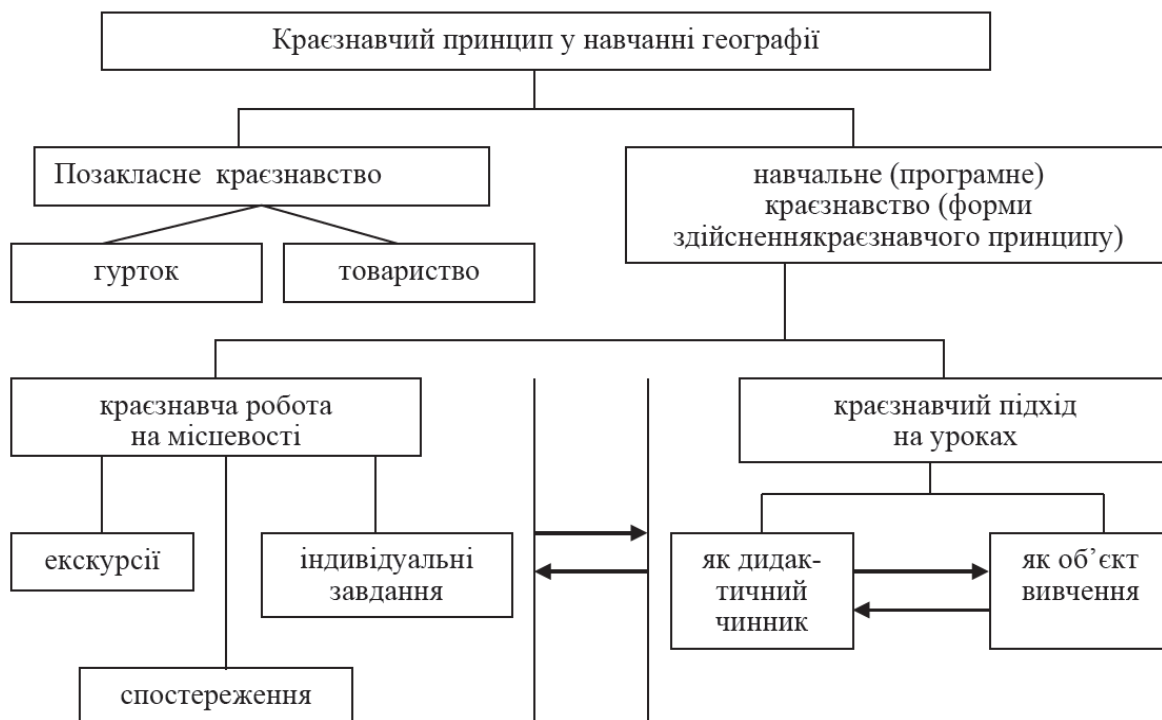 Краєзнавчий принцип у навчанні географії
Позакласне краєзнавство
навчальне (програмне)
краєзнавство (форми
здійсненнякраєзнавчого принципу)
гурток
товариство
краєзнавча робота
на місцевості
краєзнавчий підхід
на уроках
екскурсії
індивідуальні
завдання
як дидак-
тичний
чинник
як об’єкт
вивчення
спостереження